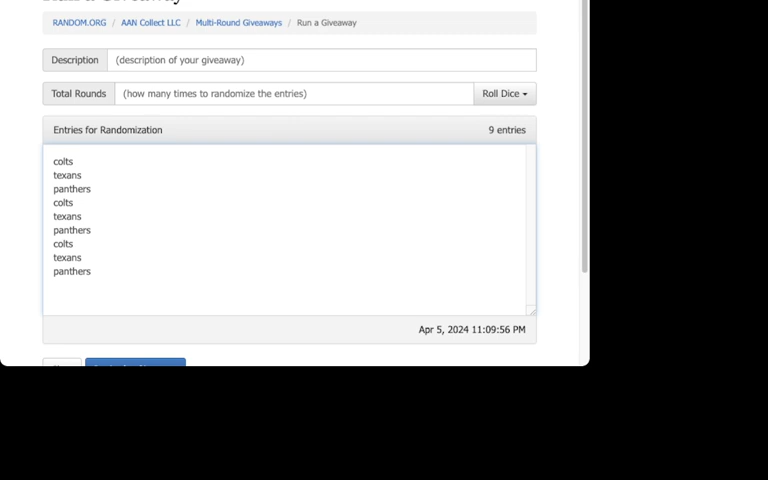 RANDOM.ORG / AAN Collect LLC / Multi-Round Giveaways / Run a Giveaway
Description (description of your giveaway)
Total Rounds (how many times to randomize the entries) Roll Dice
Entries for Randomization 9 entries
colts
texans
panthers
colts
texans
panthers
colts
texans
panthers
Apr 5, 2024 11:09:56 PM